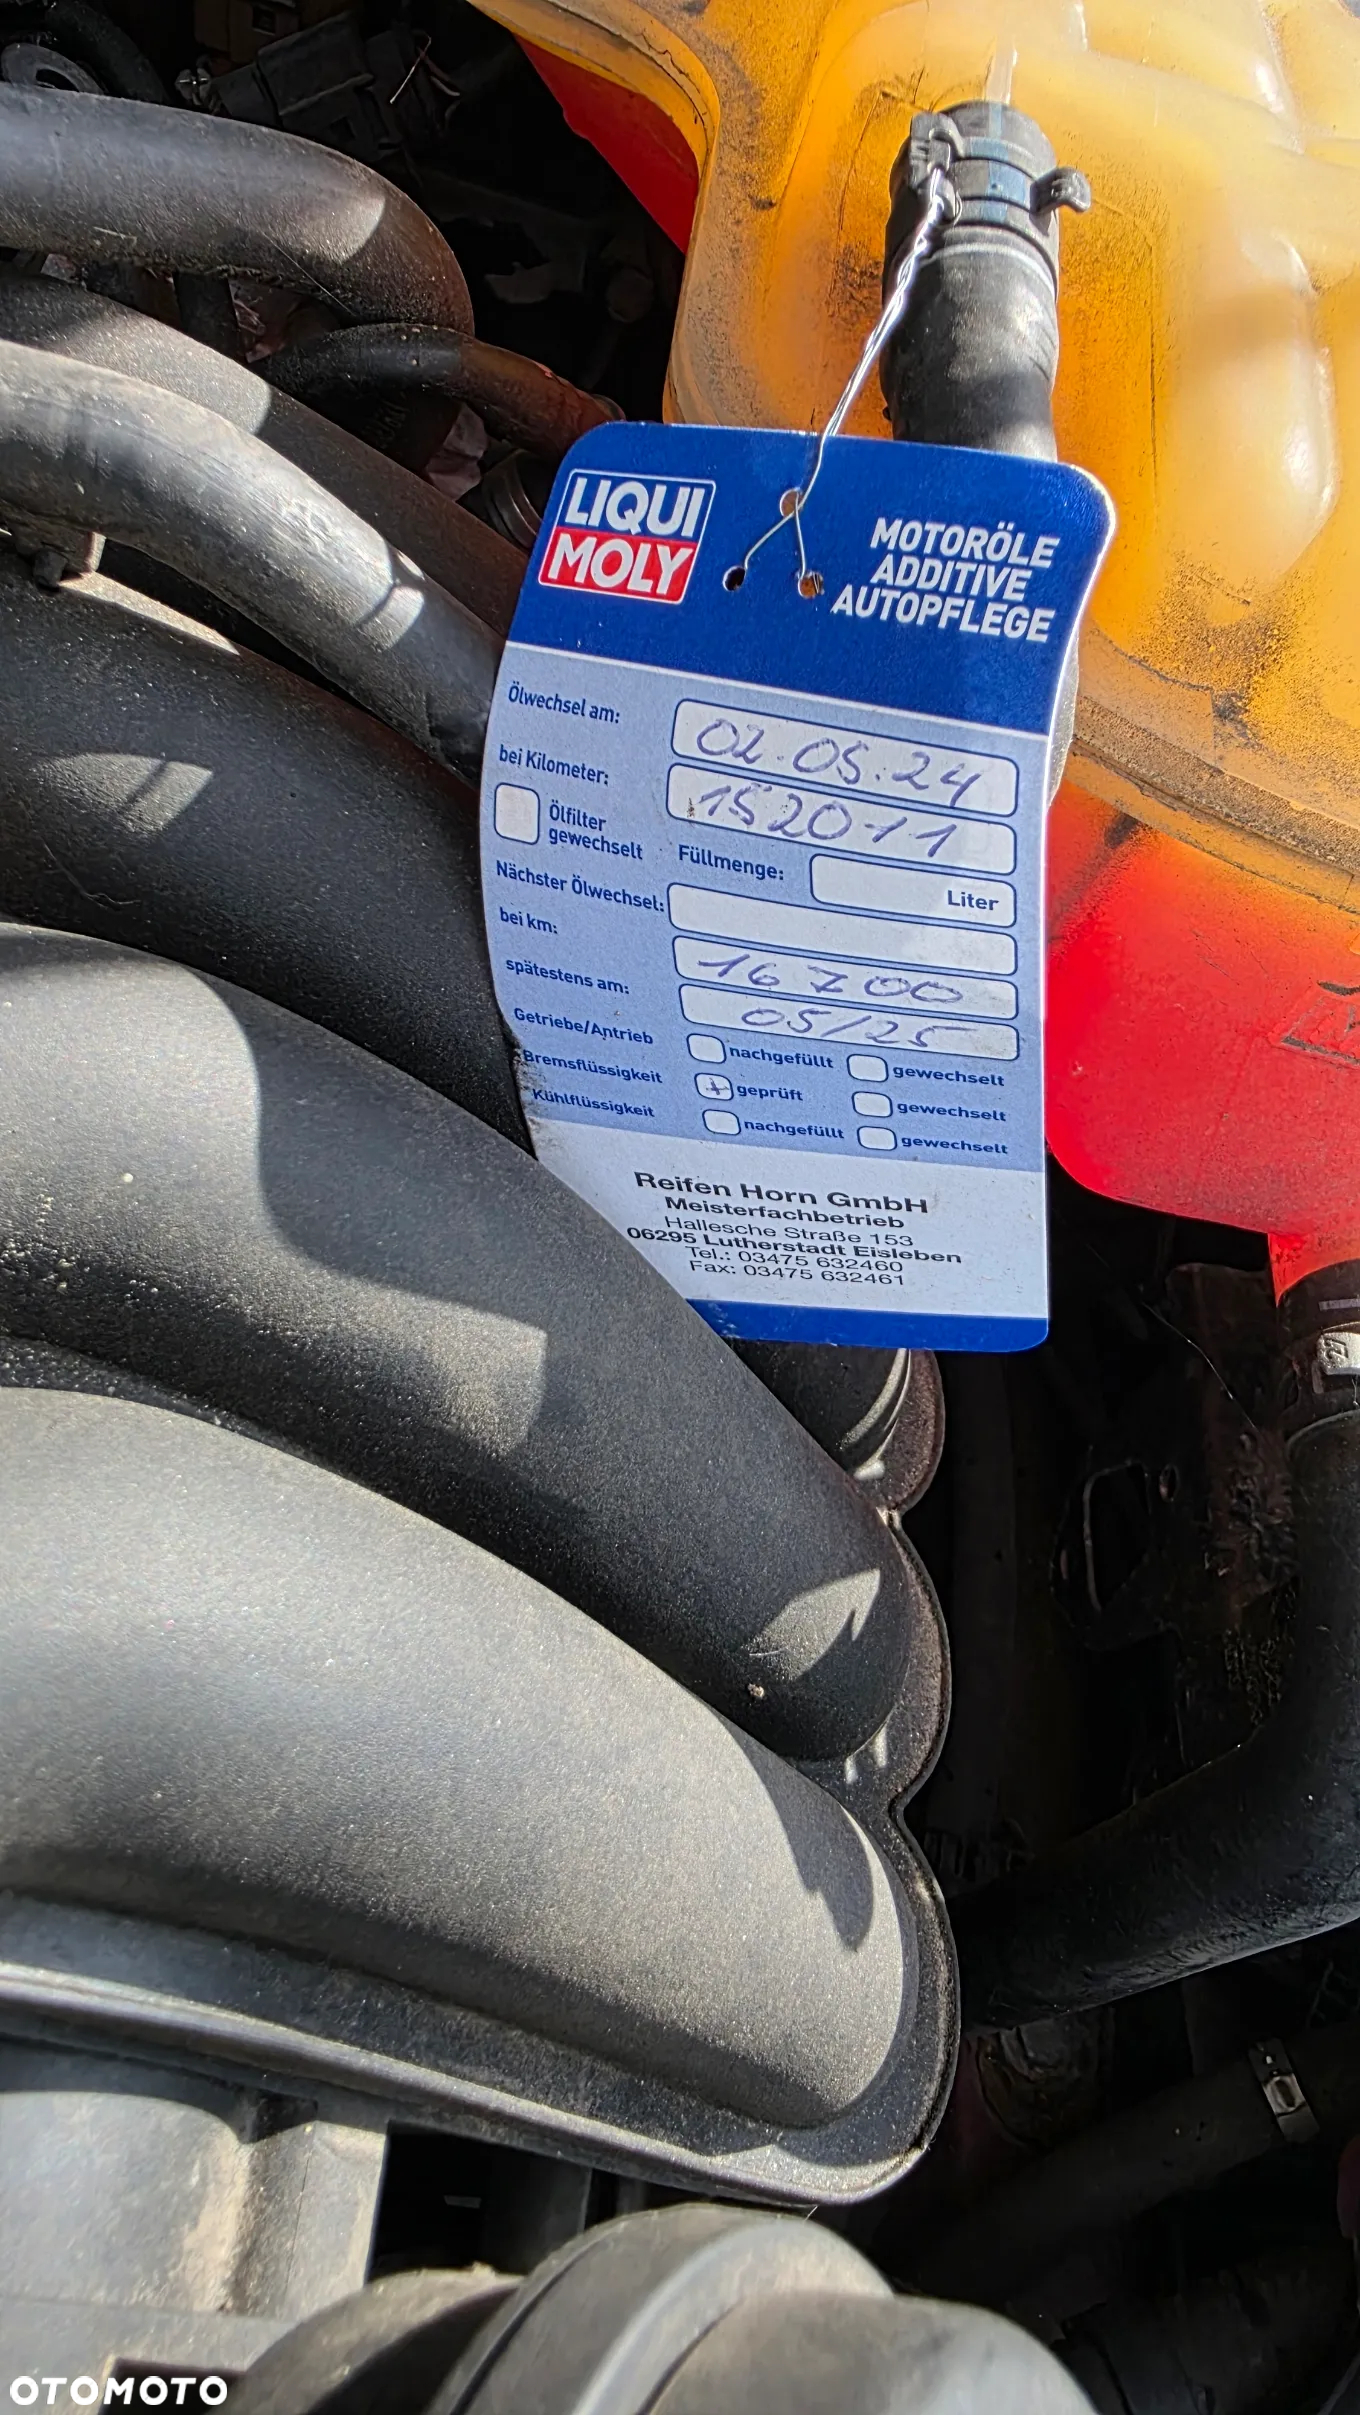 LIQUI
MOLY
MOTORÖLE
ADDITIVE
AUTOPFLEGE
Ölwechsel am: 02.05.24
bei Kilometer: 152011
Ölfilter
gewechselt
Füllmenge: Liter
Nächster Ölwechsel:
bei km: 16700
spätestens am: 05/25
Getriebe/Antrieb nachgefüllt gewechselt
Bremsflüssigkeit geprüft gewechselt
Kühlflüssigkeit nachgefüllt gewechselt
Reifen Horn GmbH
Meisterfachbetrieb
Hallesche Straße 153
06295 Lutherstadt Eisleben
Tel.: 03475 632460
Fax: 03475 632461
OTOMOTO